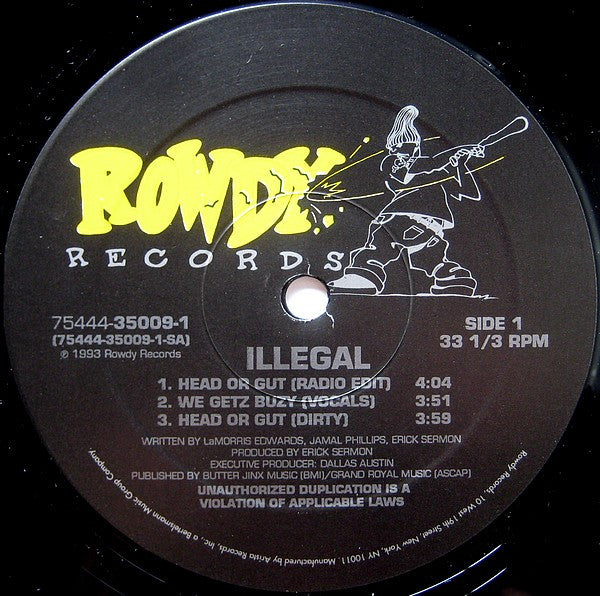 ROWDY
RECORDS
75444-35009-1
(75444-35009-1-SA)
℗ 1993 Rowdy Records
SIDE 1
33 1/3 RPM
ILLEGAL
1. HEAD OR GUT (RADIO EDIT) 4:04
2. WE GETZ BUZY (VOCALS) 3:51
3. HEAD OR GUT (DIRTY) 3:59
WRITTEN BY LaMORRIS EDWARDS, JAMAL PHILLIPS, ERICK SERMON
PRODUCED BY ERICK SERMON
EXECUTIVE PRODUCER: DALLAS AUSTIN
PUBLISHED BY BUTTER JINX MUSIC (BMI)/GRAND ROYAL MUSIC (ASCAP)
UNAUTHORIZED DUPLICATION IS A
VIOLATION OF APPLICABLE LAWS
Rowdy Records, 10 West 19th Street, New York, NY 10011. Manufactured by Arista Records, Inc., a Bertelsmann Music Group Company